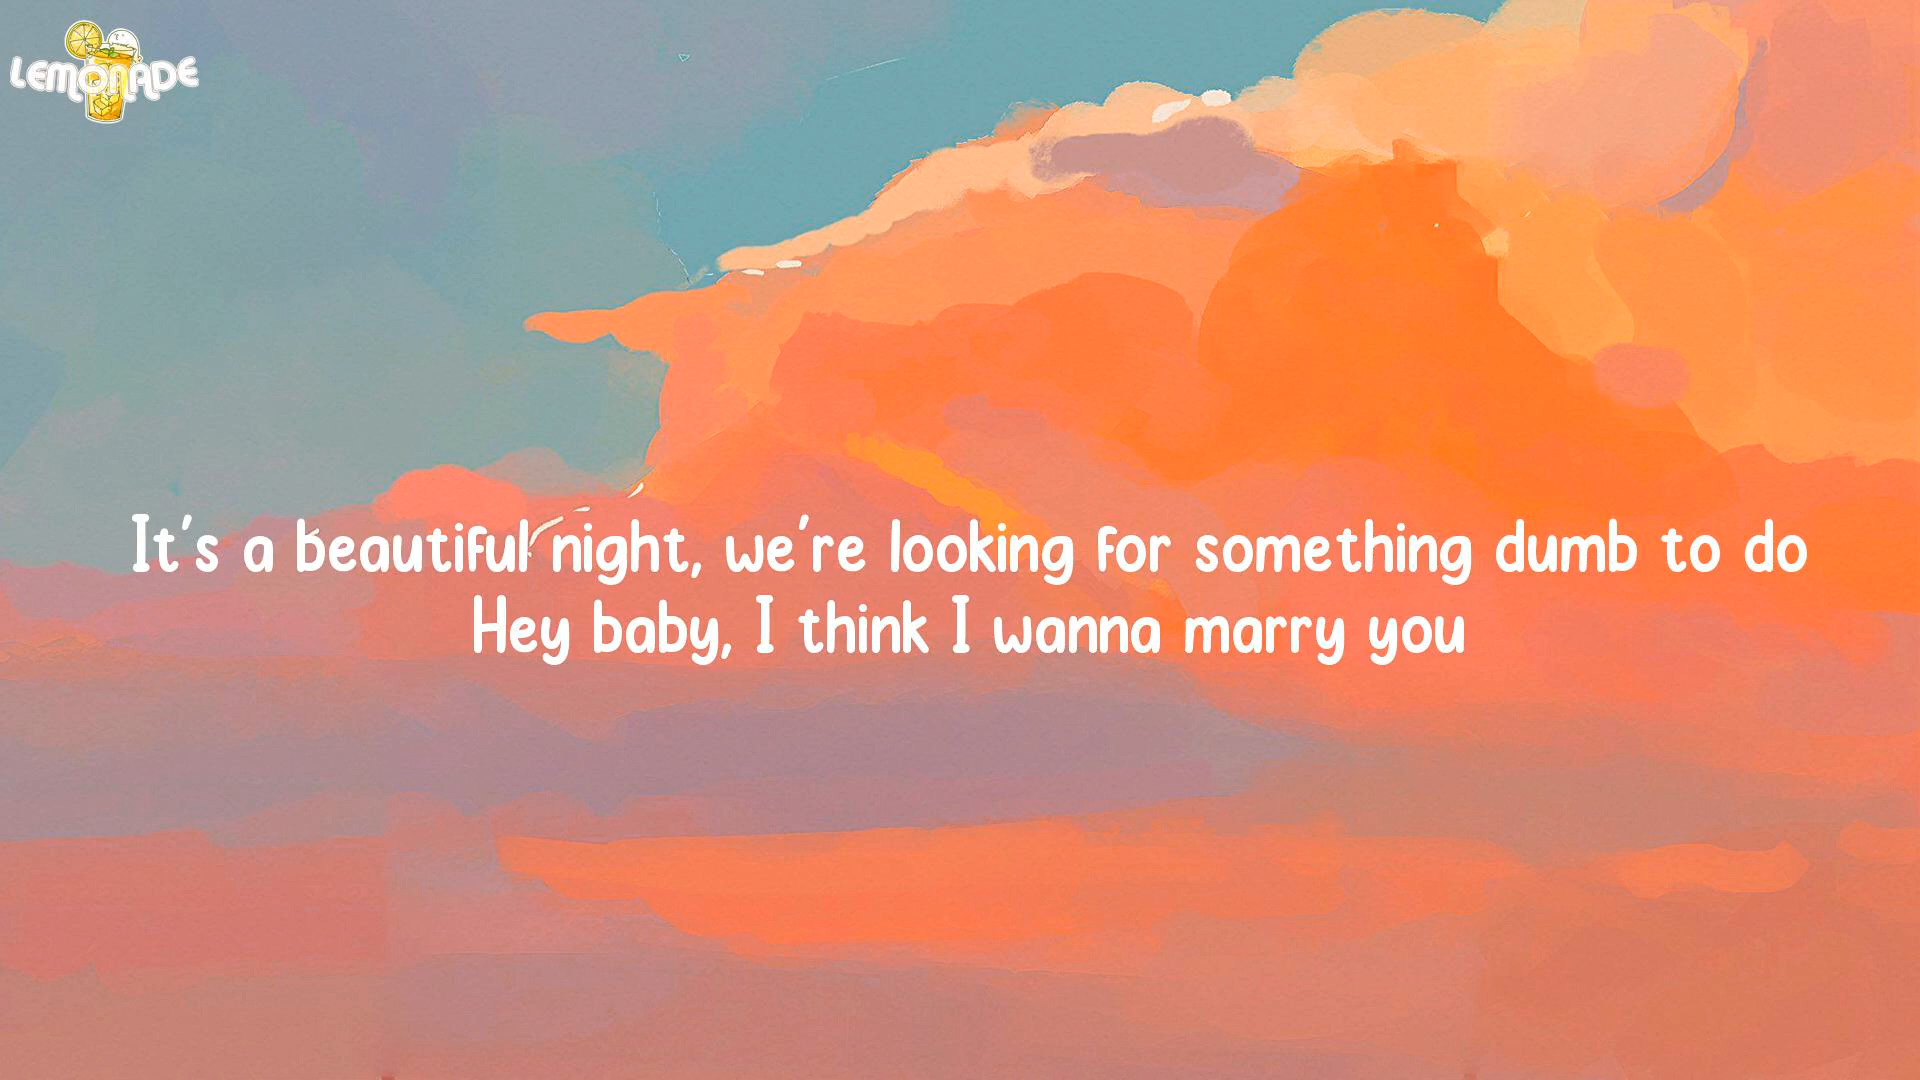 LEMONADE
It's a beautiful night, we're looking for something dumb to do
Hey baby, I think I wanna marry you